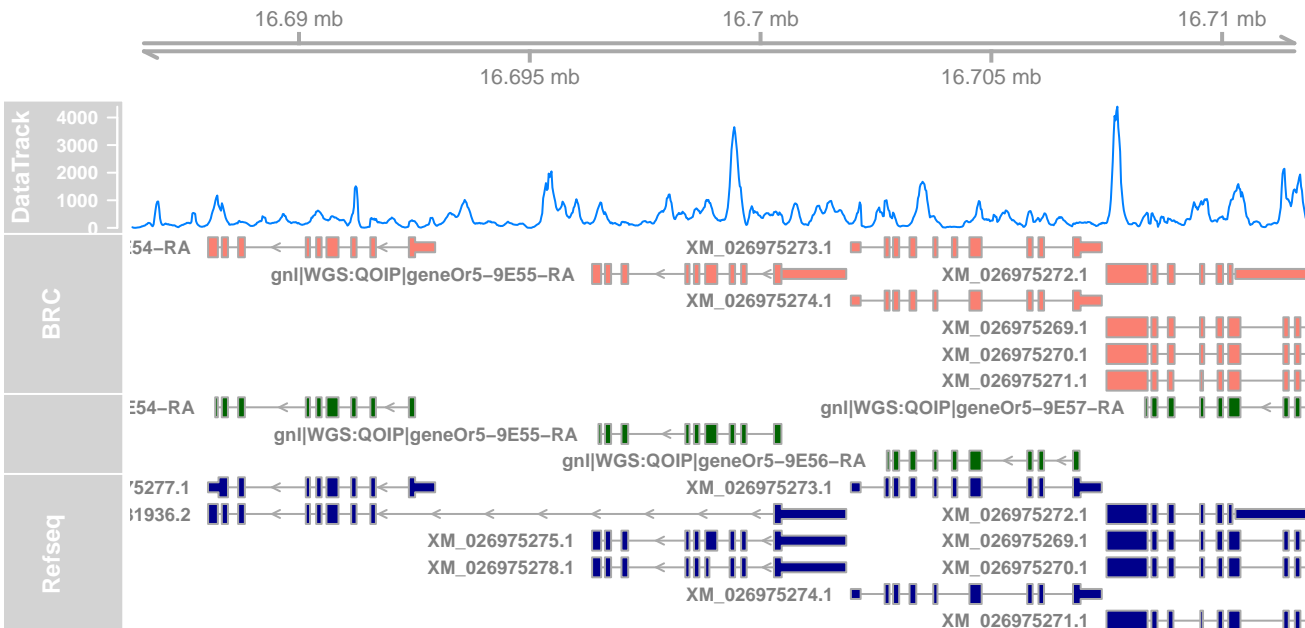 16.69 mb 16.7 mb 16.71 mb
16.695 mb 16.705 mb
DataTrack
4000
3000
2000
1000
0
BRC
E54−RA XM_026975273.1
gnl|WGS:QOIP|geneOr5−9E55−RA XM_026975272.1
XM_026975274.1
XM_026975269.1
XM_026975270.1
XM_026975271.1
E54−RA gnl|WGS:QOIP|geneOr5−9E57−RA
gnl|WGS:QOIP|geneOr5−9E55−RA
gnl|WGS:QOIP|geneOr5−9E56−RA
Refseq
75277.1 XM_026975273.1
31936.2 XM_026975272.1
XM_026975275.1 XM_026975269.1
XM_026975278.1 XM_026975270.1
XM_026975274.1
XM_026975271.1